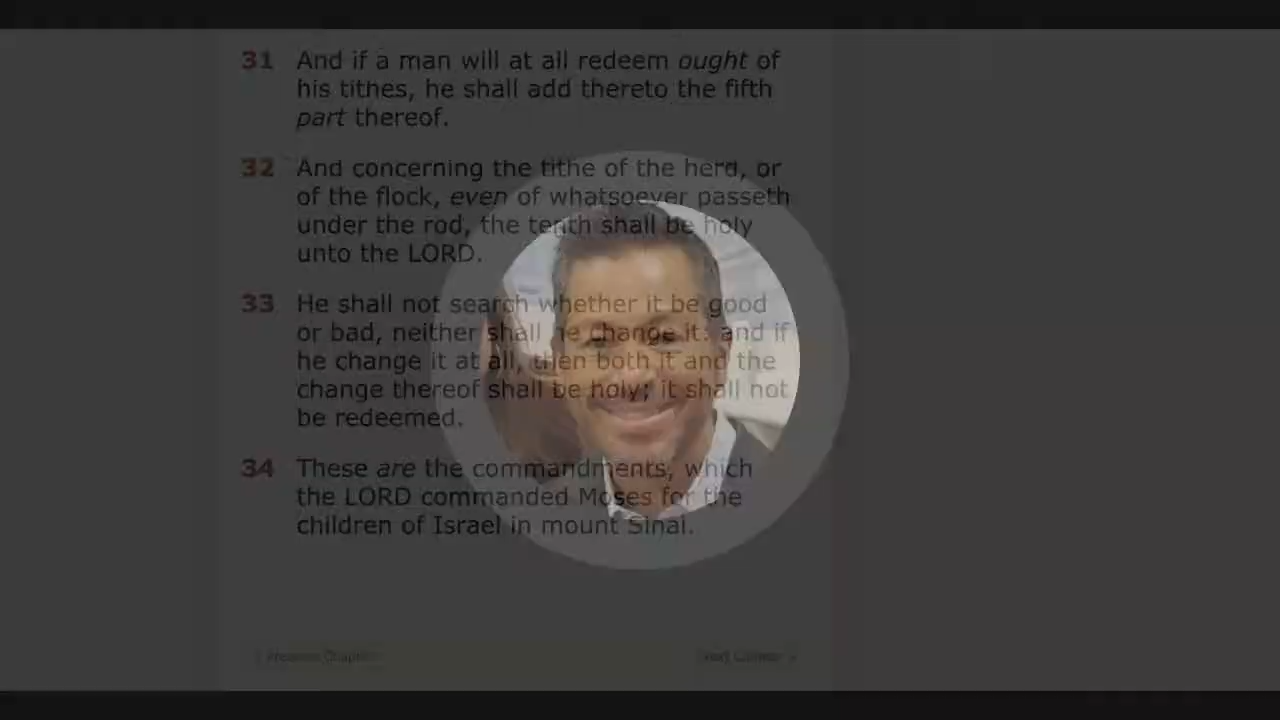 31 And if a man will at all redeem ought of
his tithes, he shall add thereto the fifth
part thereof.
32 And concerning the tithe of the herd, or
of the flock, even of whatsoever passeth
under the rod, the tenth shall be holy
unto the LORD.
33 He shall not search whether it be good
or bad, neither shall he change it: and if
he change it at all, then both it and the
change thereof shall be holy; it shall not
be redeemed.
34 These are the commandments, which
the LORD commanded Moses for the
children of Israel in mount Sinai.
Previous Chapter
Next Chapter